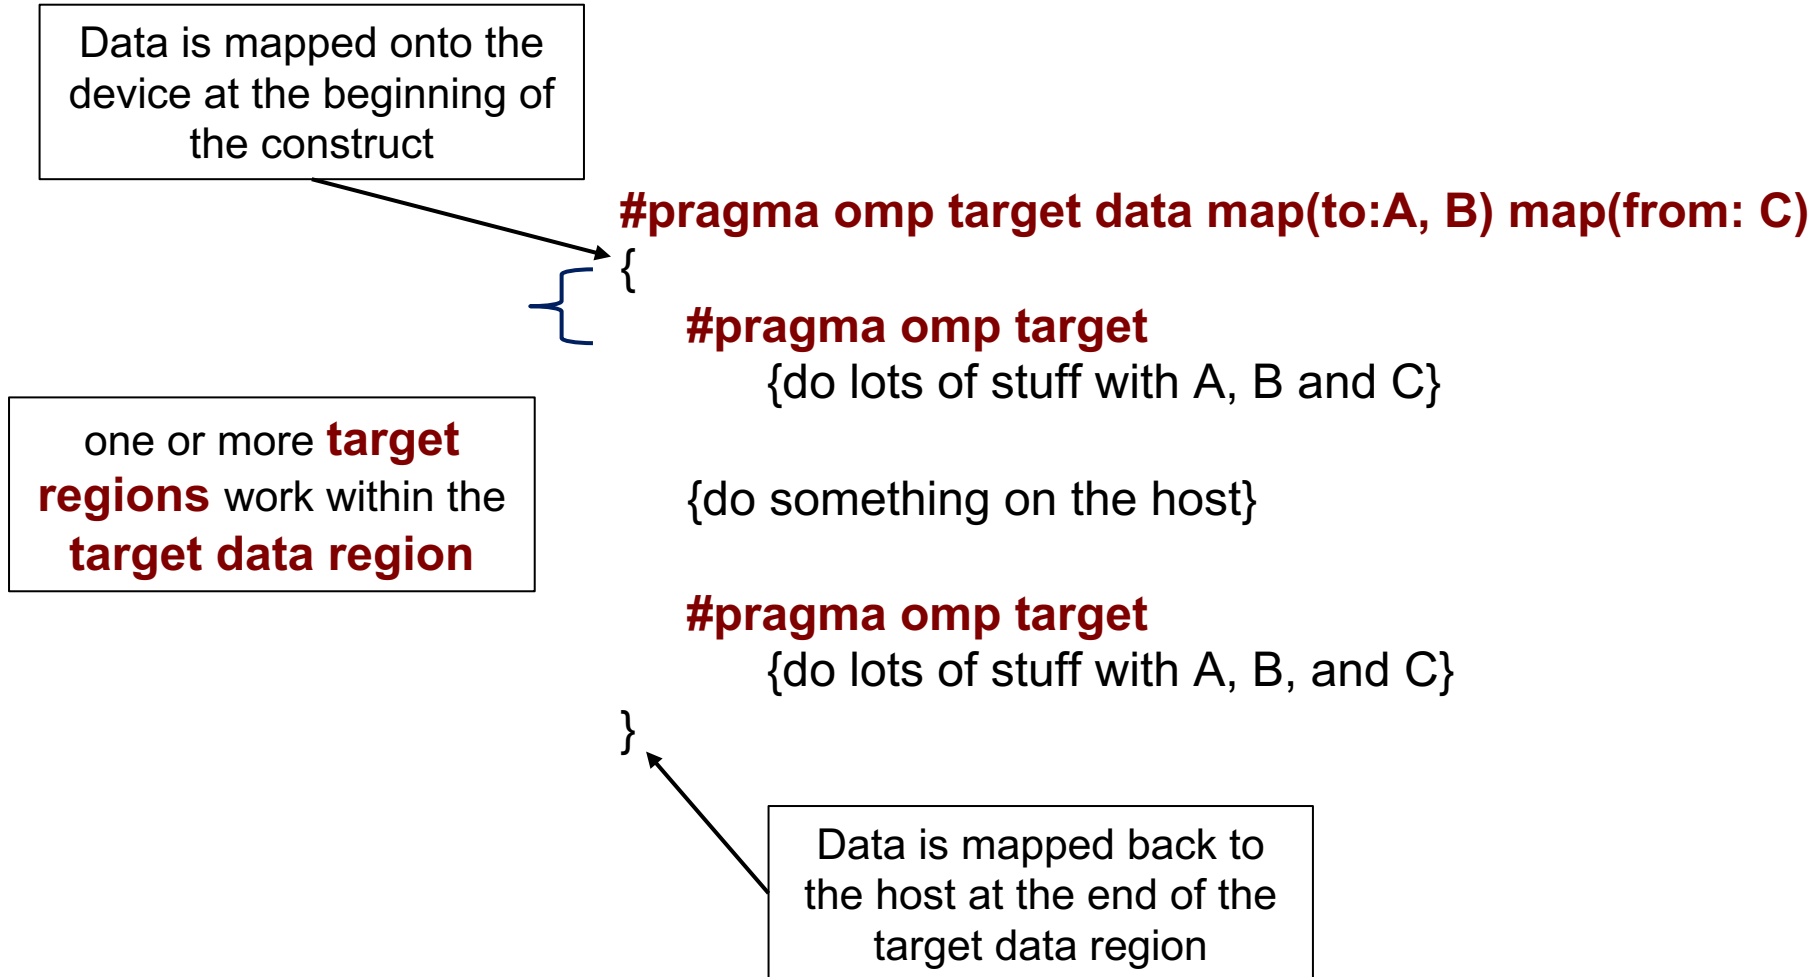 Data is mapped onto the
device at the beginning of
the construct
#pragma omp target data map(to:A, B) map(from: C)
{
#pragma omp target
{do lots of stuff with A, B and C}
one or more target
regions work within the
target data region
{do something on the host}
#pragma omp target
{do lots of stuff with A, B, and C}
}
Data is mapped back to
the host at the end of the
target data region